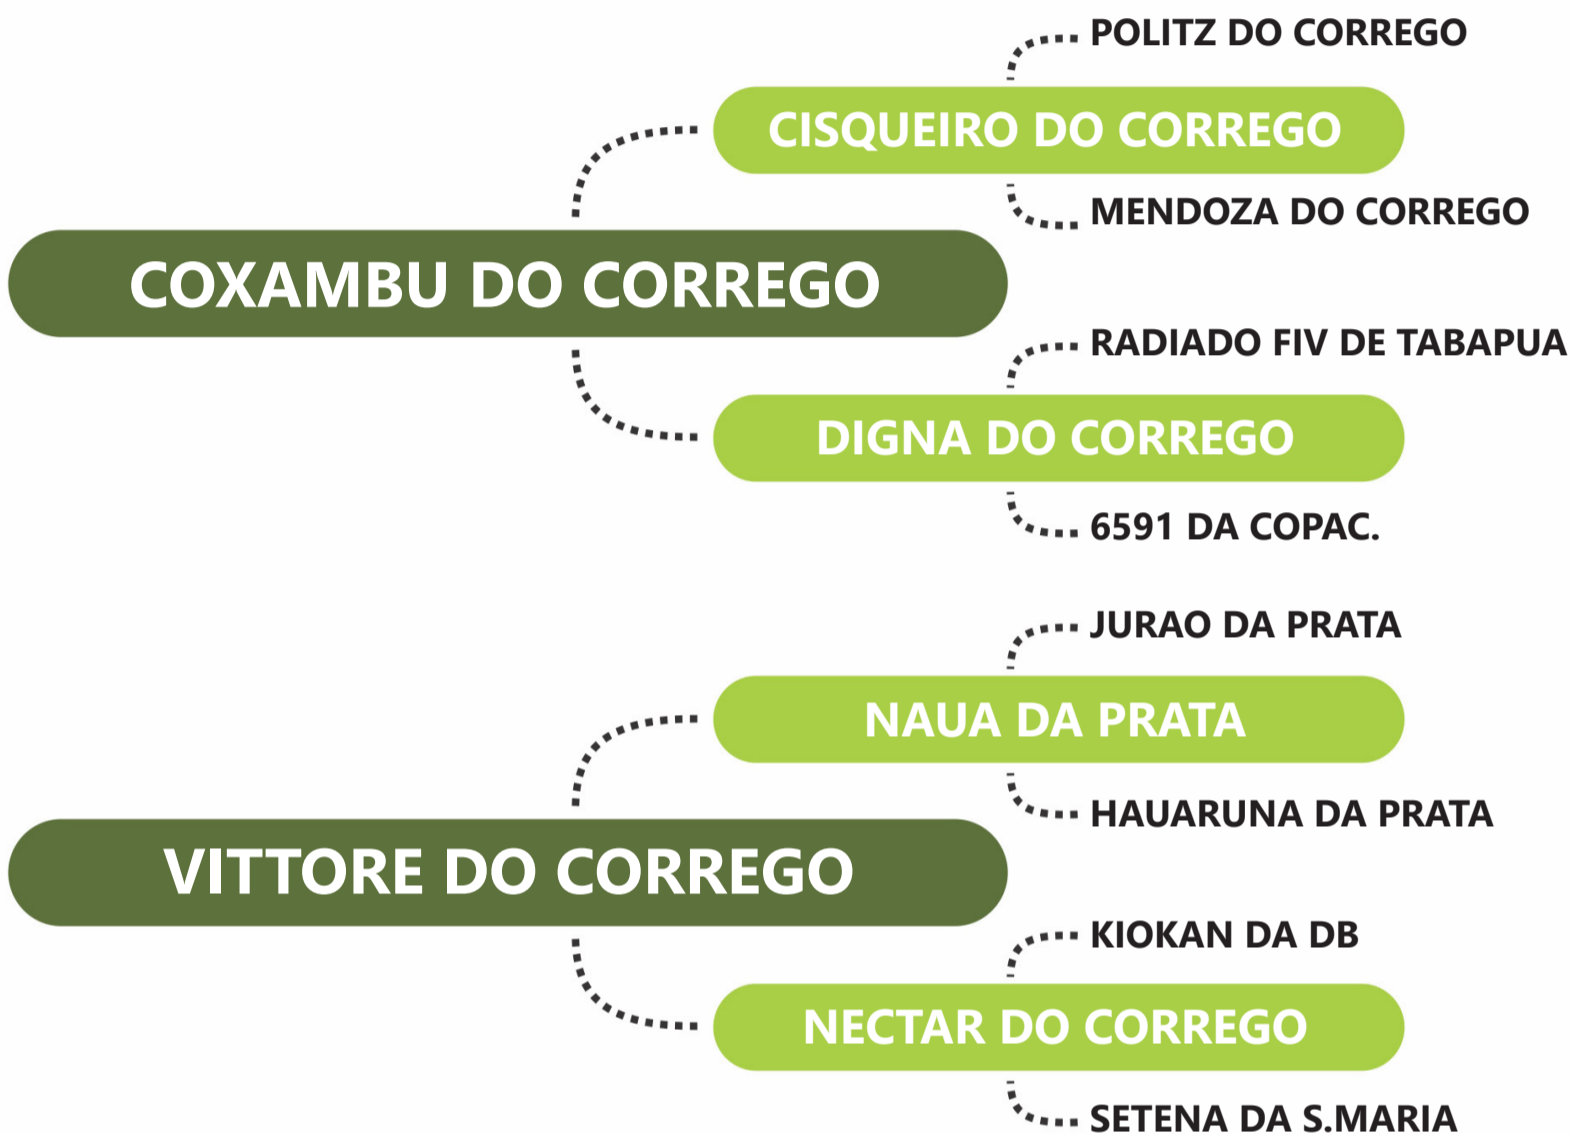 POLITZ DO CORREGO
CISQUEIRO DO CORREGO
MENDOZA DO CORREGO
COXAMBU DO CORREGO
RADIADO FIV DE TABAPUA
DIGNA DO CORREGO
6591 DA COPAC.
JURAO DA PRATA
NAUA DA PRATA
HAUARUNA DA PRATA
VITTORE DO CORREGO
KIOKAN DA DB
NECTAR DO CORREGO
SETENA DA S.MARIA